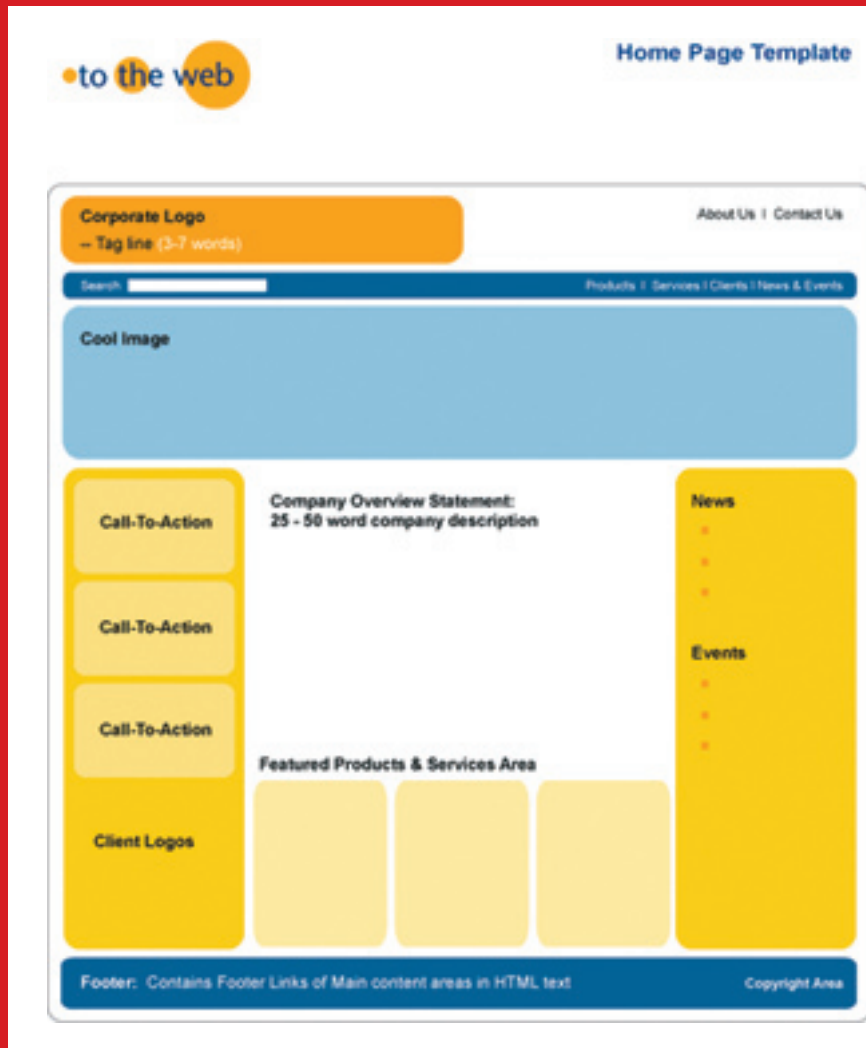 to the web
Home Page Template
Corporate Logo
-- Tag line (3-7 words)
About Us | Contact Us
Search
Products | Services | Clients | News & Events
Cool Image
Call-To-Action
Call-To-Action
Call-To-Action
Client Logos
Company Overview Statement:
25 - 50 word company description
Featured Products & Services Area
News
Events
Footer: Contains Footer Links of Main content areas in HTML text
Copyright Area